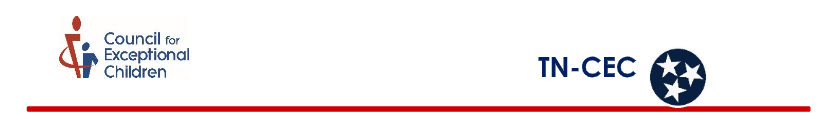 Council for
Exceptional
Children
TN-CEC